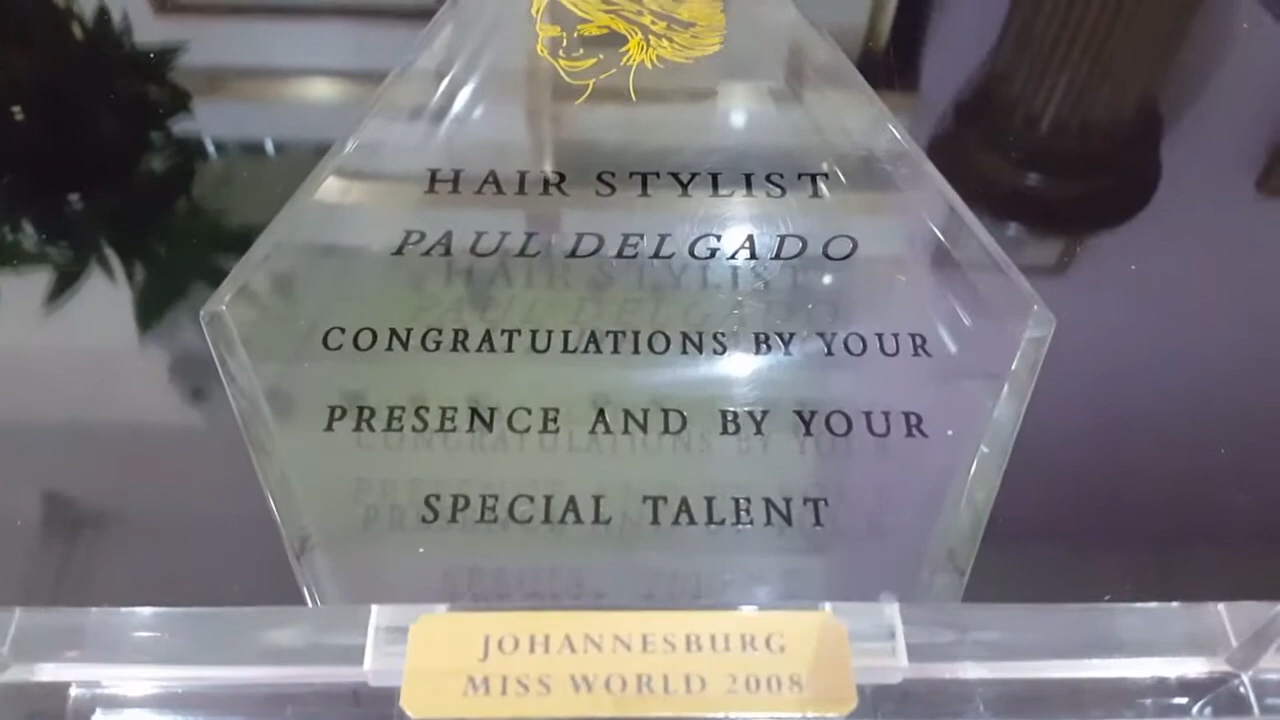 HAIR STYLIST
PAUL DELGADO
CONGRATULATIONS BY YOUR
PRESENCE AND BY YOUR
SPECIAL TALENT
JOHANNESBURG
MISS WORLD 2008